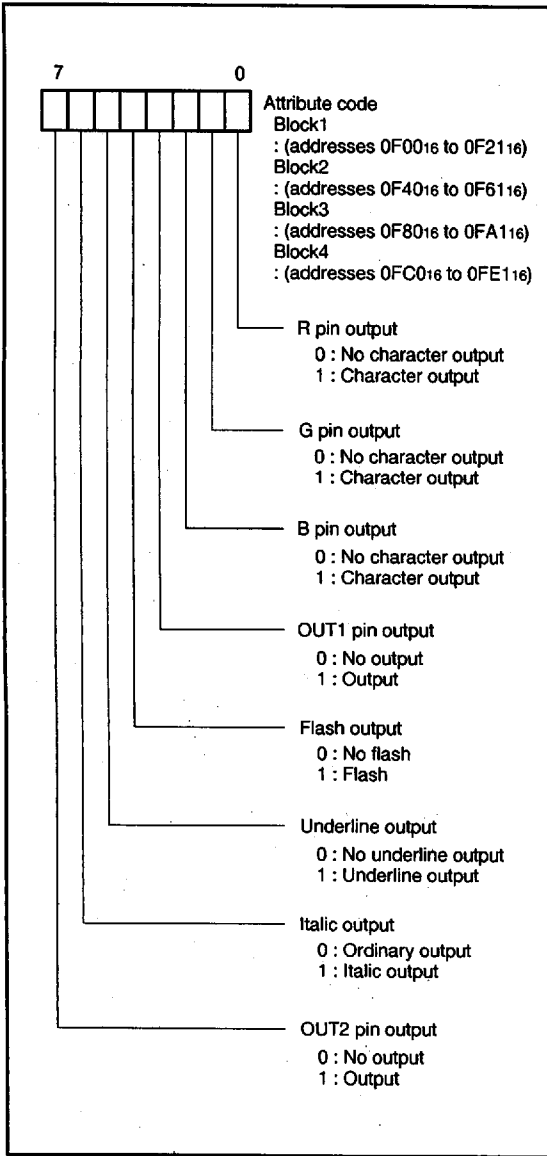 7 0
Attribute code
Block1
: (addresses 0F0016 to 0F2116)
Block2
: (addresses 0F4016 to 0F6116)
Block3
: (addresses 0F8016 to 0FA116)
Block4
: (addresses 0FC016 to 0FE116)
R pin output
0 : No character output
1 : Character output
G pin output
0 : No character output
1 : Character output
B pin output
0 : No character output
1 : Character output
OUT1 pin output
0 : No output
1 : Output
Flash output
0 : No flash
1 : Flash
Underline output
0 : No underline output
1 : Underline output
Italic output
0 : Ordinary output
1 : Italic output
OUT2 pin output
0 : No output
1 : Output